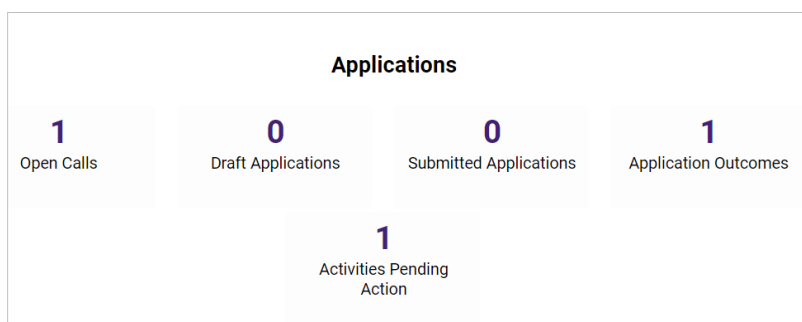 Applications
1
Open Calls
0
Draft Applications
0
Submitted Applications
1
Application Outcomes
1
Activities Pending
Action